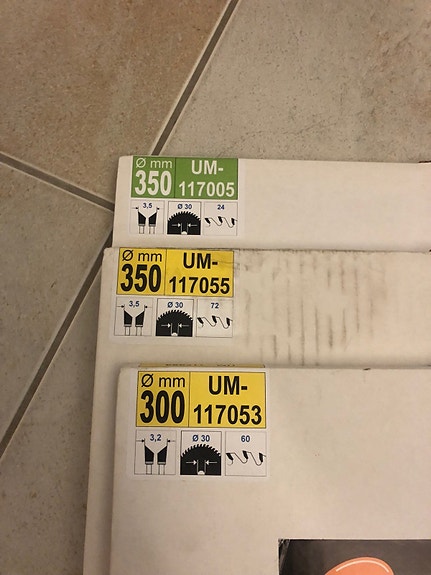 Ø mm
350
UM-
117005
3,5
Ø 30
24
Ø mm
350
UM-
117055
3,5
Ø 30
72
Ø mm
300
UM-
117053
3,2
Ø 30
60